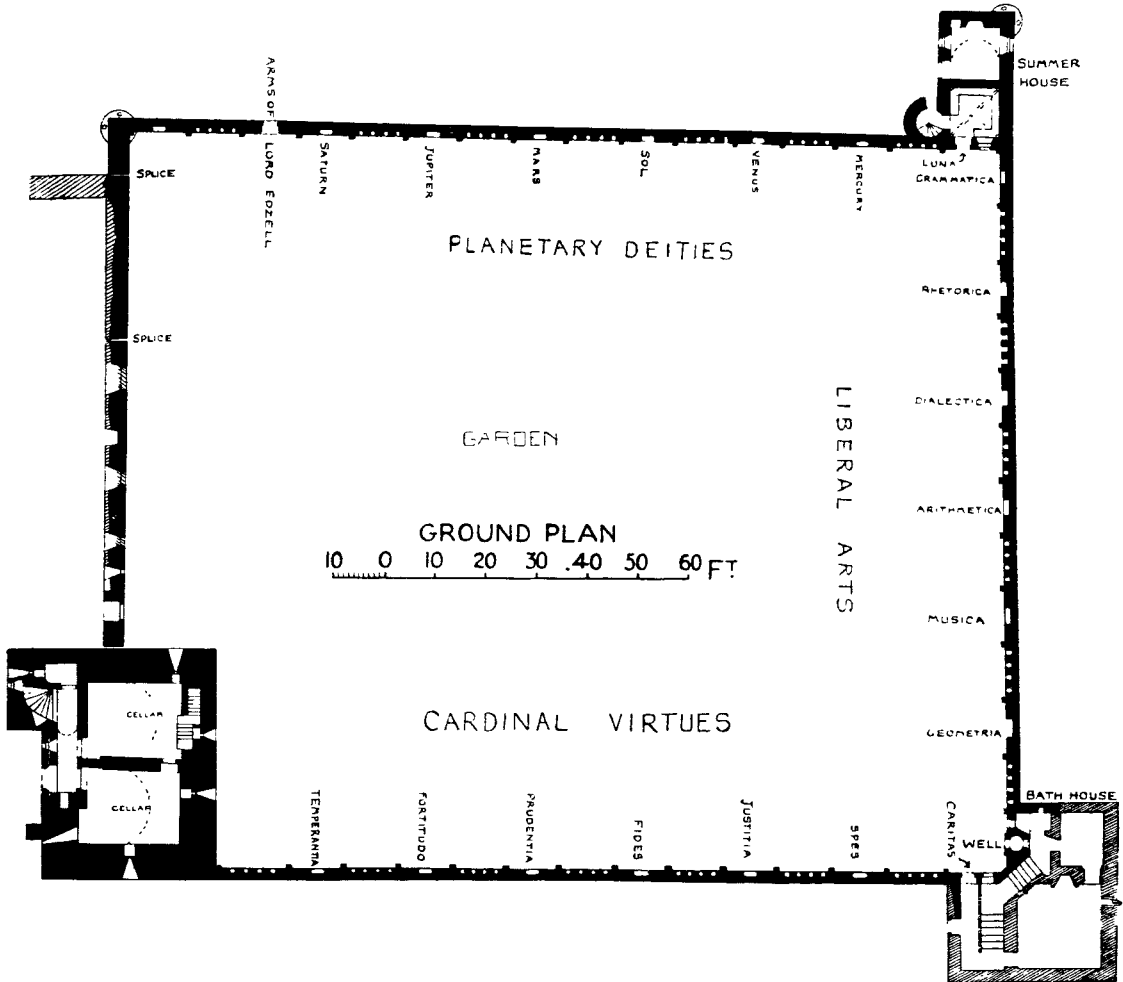 SUMMER
HOUSE
ARMS OF
LORD EDZELL
SATURN
JUPITER
MARS
SOL
VENUS
MERCURY
LUNA
GRAMMATICA
SPLICE
PLANETARY DEITIES
RHETORICA
SPLICE
DIALECTICA
LIBERAL ARTS
GARDEN
ARITHMETICA
GROUND PLAN
10 0 10 20 30 40 50 60 FT.
MUSICA
CELLAR
CARDINAL VIRTUES
GEOMETRIA
CELLAR
BATH HOUSE
TEMPERANTIA
FORTITUDO
PRUDENTIA
FIDES
JUSTITIA
SPES
CARITAS
WELL